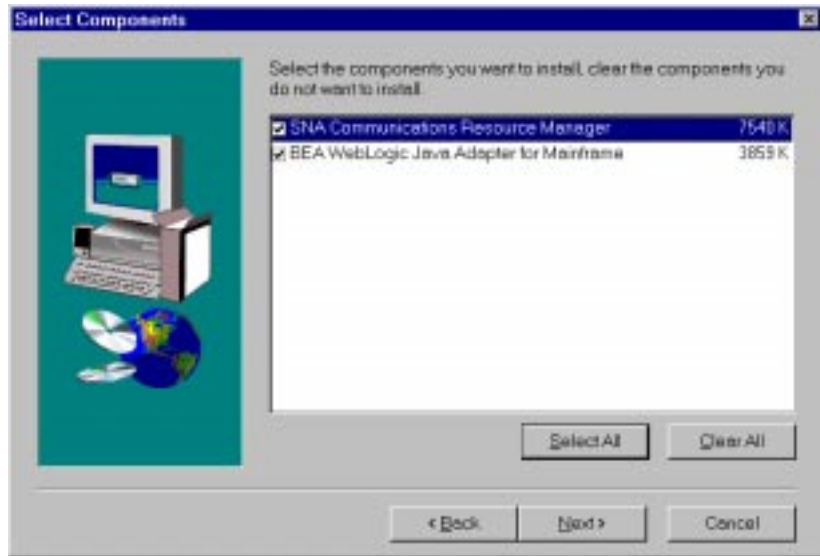 Select Components
Select the components you want to install, clear the components you
do not want to install.
SNA Communications Resource Manager 7540 K
BEA WebLogic Java Adapter for Mainframe 3859 K
Select All
Clear All
< Back
Next >
Cancel